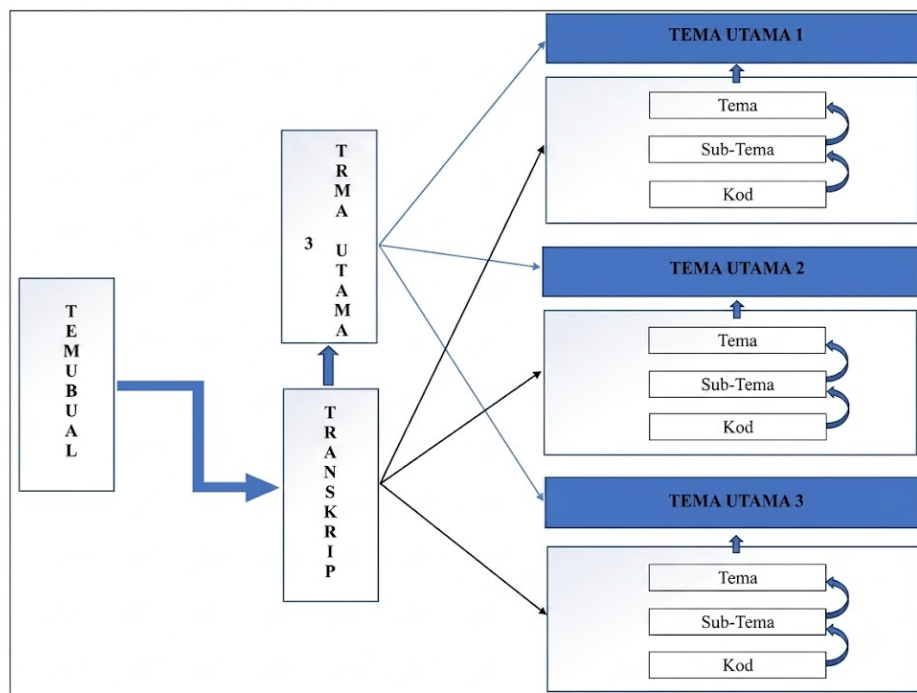 TEMUBUAL
3
TRMA UTAMA
TRANSKRIP
TEMA UTAMA 1
Tema
Sub-Tema
Kod
TEMA UTAMA 2
Tema
Sub-Tema
Kod
TEMA UTAMA 3
Tema
Sub-Tema
Kod